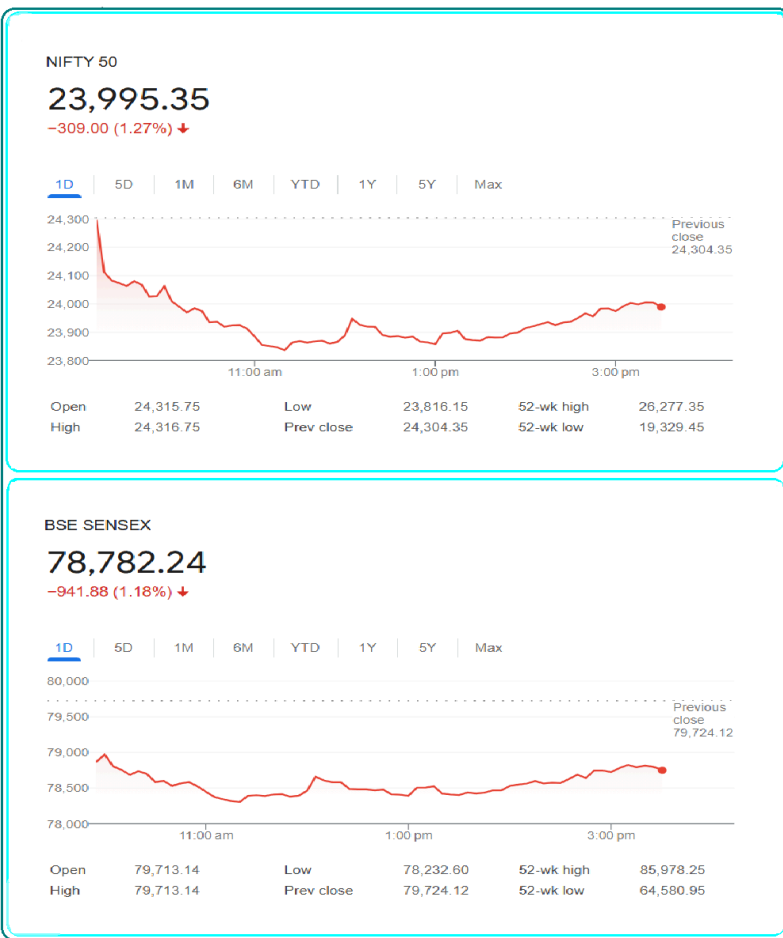 NIFTY 50
23,995.35
−309.00 (1.27%) ↓
1D 5D 1M 6M YTD 1Y 5Y Max
24,300
24,200
24,100
24,000
23,900
23,800
Previous
close
24,304.35
11:00 am 1:00 pm 3:00 pm
Open 24,315.75 Low 23,816.15 52-wk high 26,277.35
High 24,316.75 Prev close 24,304.35 52-wk low 19,329.45
BSE SENSEX
78,782.24
−941.88 (1.18%) ↓
1D 5D 1M 6M YTD 1Y 5Y Max
80,000
79,500
79,000
78,500
78,000
Previous
close
79,724.12
11:00 am 1:00 pm 3:00 pm
Open 79,713.14 Low 78,232.60 52-wk high 85,978.25
High 79,713.14 Prev close 79,724.12 52-wk low 64,580.95